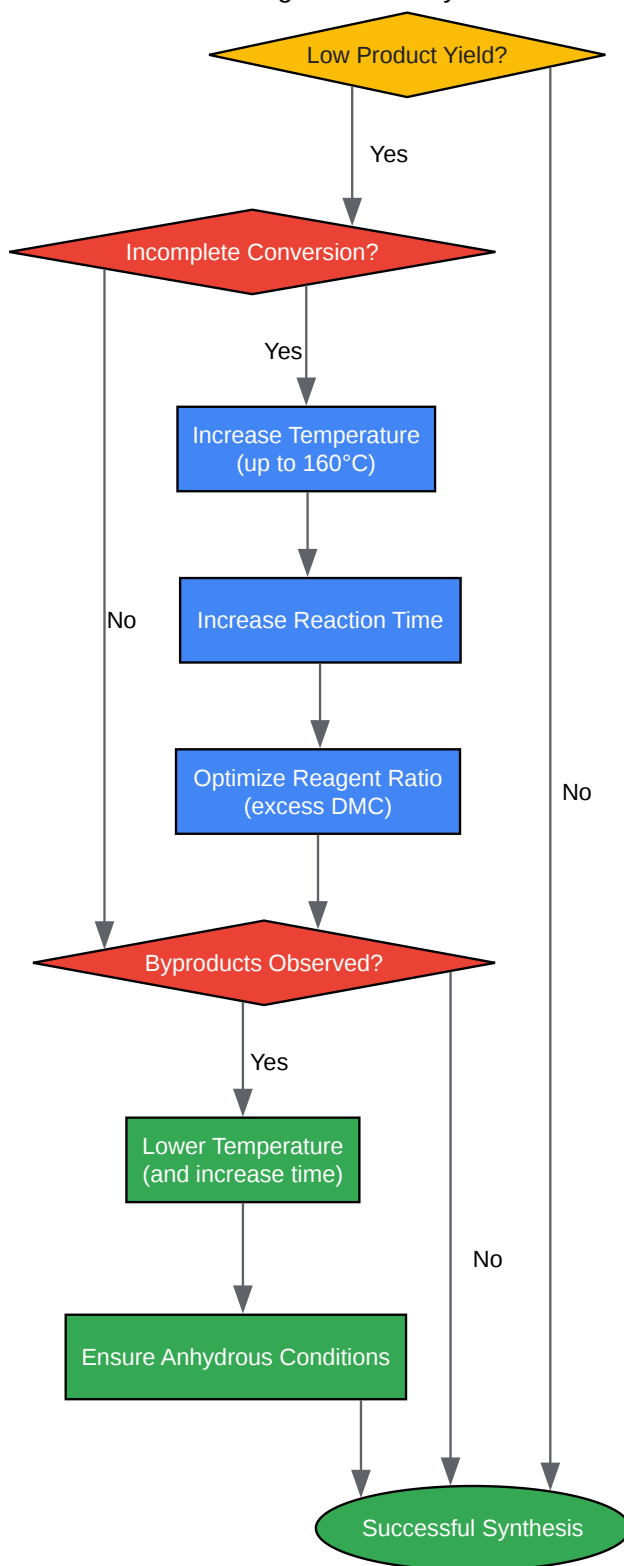 Low Product Yield?
Yes
Incomplete Conversion?
Yes
Increase Temperature
(up to 160°C)
No
Increase Reaction Time
Optimize Reagent Ratio
(excess DMC)
No
Byproducts Observed?
Yes
Lower Temperature
(and increase time)
No
Ensure Anhydrous Conditions
Successful Synthesis